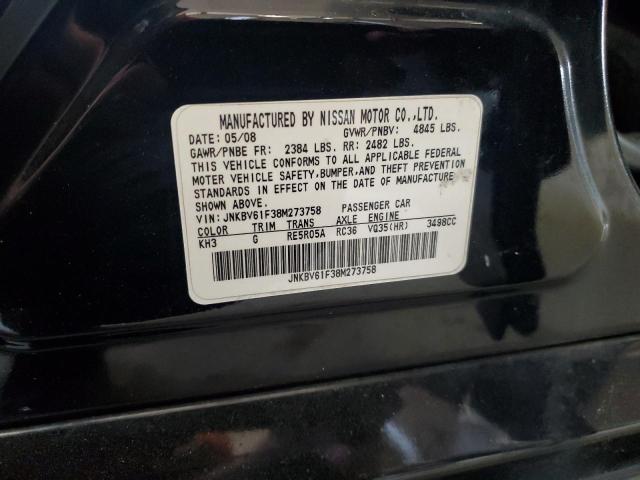 MANUFACTURED BY NISSAN MOTOR CO.,LTD.
DATE: 05/08 GVWR/PNBV: 4845 LBS.
GAWR/PNBE FR: 2384 LBS. RR: 2482 LBS.
THIS VEHICLE CONFORMS TO ALL APPLICABLE FEDERAL
MOTOR VEHICLE SAFETY,BUMPER,AND THEFT PREVENTION
STANDARDS IN EFFECT ON THE DATE OF MANUFACTURE
SHOWN ABOVE.
VIN: JNKBV61F38M273758 PASSENGER CAR
COLOR TRIM TRANS AXLE ENGINE
KH3 G RE5R05A RC36 VQ35(HR) 3498CC
JNKBV61F38M273758